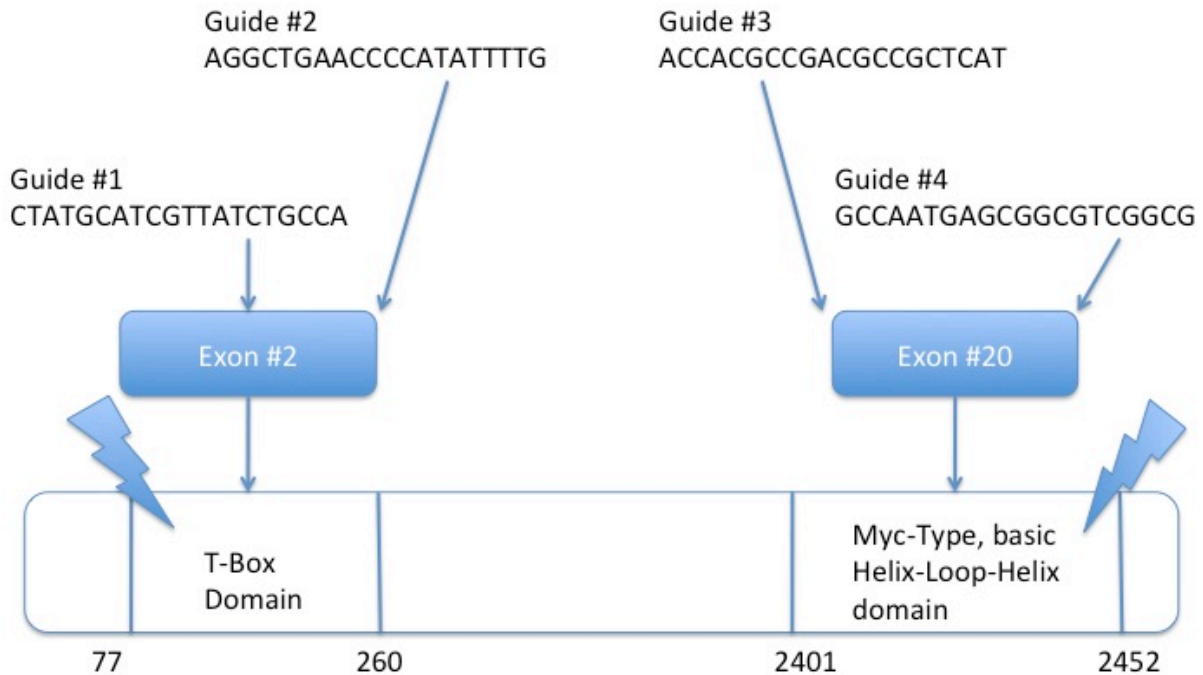 Guide #2
AGGCTGAACCCCATATTTTG
Guide #3
ACCACGCCGACGCCGCTCAT
Guide #1
CTATGCATCGTTATCTGCCA
Guide #4
GCCAATGAGCGGCGTCGGCG
Exon #2
Exon #20
T-Box
Domain
Myc-Type, basic
Helix-Loop-Helix
domain
77
260
2401
2452